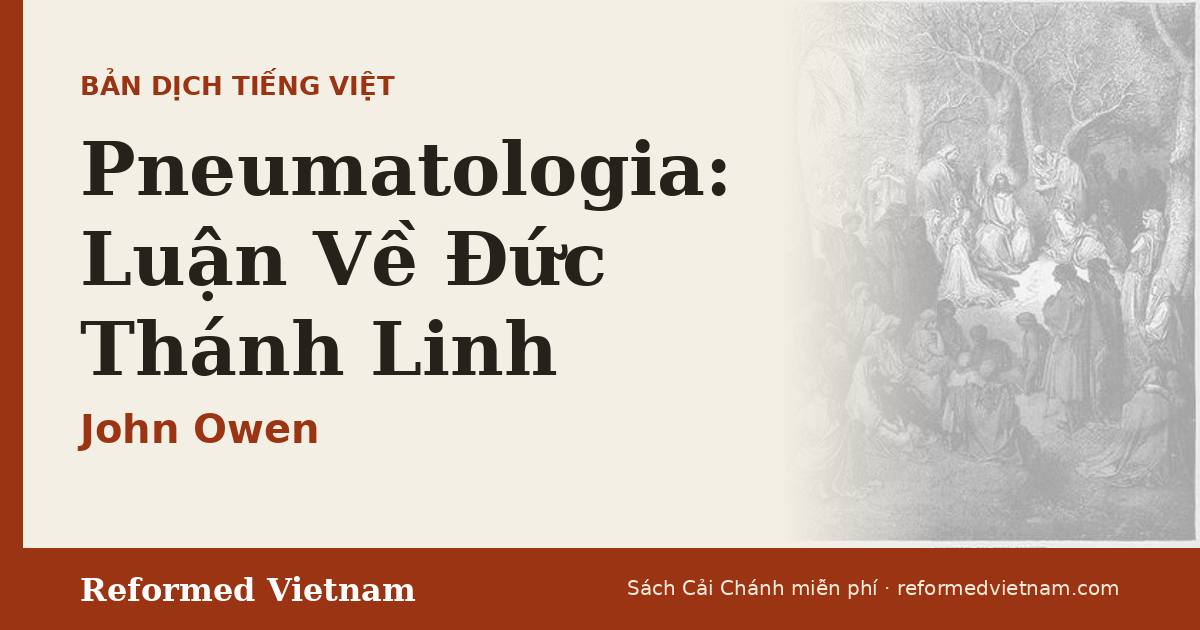 BẢN DỊCH TIẾNG VIỆT
Pneumatologia:
Luận Về Đức
Thánh Linh
John Owen
Reformed Vietnam
Sách Cải Chánh miễn phí · reformedvietnam.com